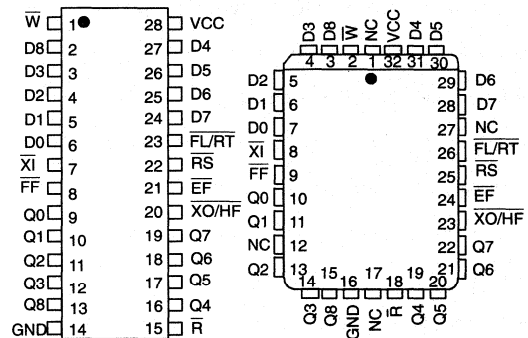 W̅ 1 28 VCC
D8 2 27 D4
D3 3 26 D5
D2 4 25 D6
D1 5 24 D7
D0 6 23 F̅L̅/̅R̅T̅
X̅I̅ 7 22 R̅S̅
F̅F̅ 8 21 E̅F̅
Q0 9 20 X̅O̅/̅H̅F̅
Q1 10 19 Q7
Q2 11 18 Q6
Q3 12 17 Q5
Q8 13 16 Q4
GND 14 15 R̅
D3 D8 W̅ NC VCC D4 D5
4 3 2 1 32 31 30
D2 5 29 D6
D1 6 28 D7
D0 7 27 NC
X̅I̅ 8 26 F̅L̅/̅R̅T̅
F̅F̅ 9 25 R̅S̅
Q0 10 24 E̅F̅
Q1 11 23 X̅O̅/̅H̅F̅
NC 12 22 Q7
Q2 13 21 Q6
14 15 16 17 18 19 20
Q3 Q8 GND NC R̅ Q4 Q5